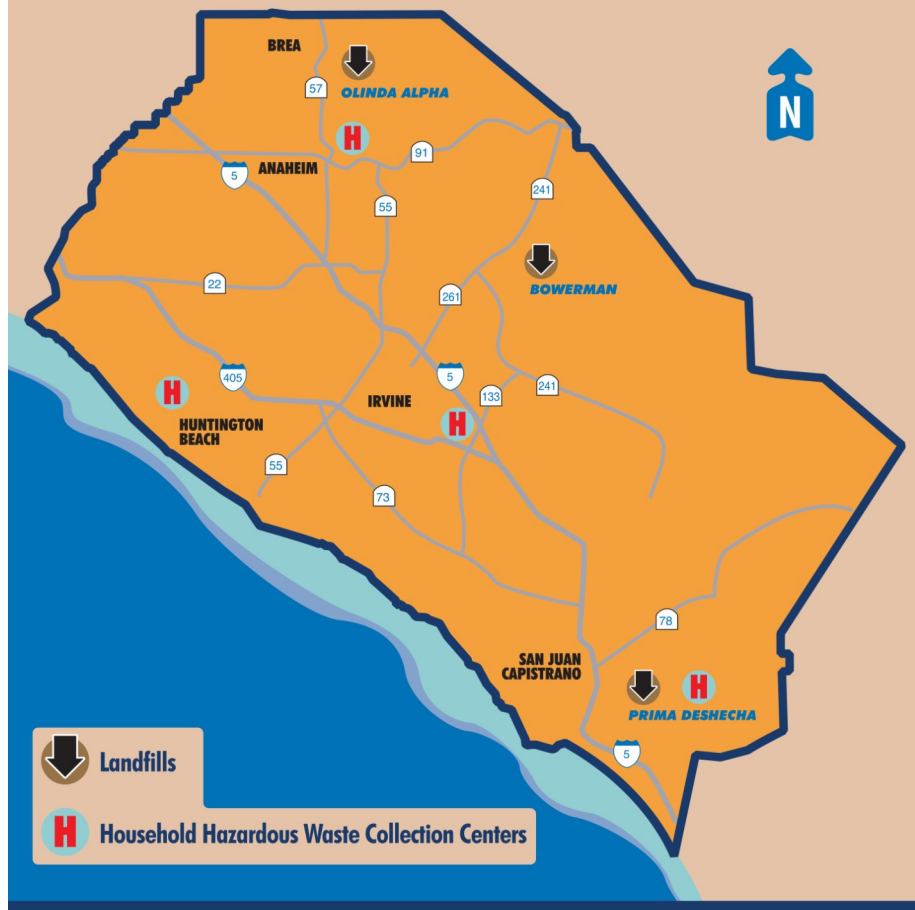 BREA
OLINDA ALPHA
57
N
H
91
ANAHEIM
5
241
55
BOWERMAN
22
261
405
5
H
IRVINE
133
241
HUNTINGTON
BEACH
H
55
73
78
SAN JUAN
CAPISTRANO
H
PRIMA DESHECHA
5
Landfills
H Household Hazardous Waste Collection Centers